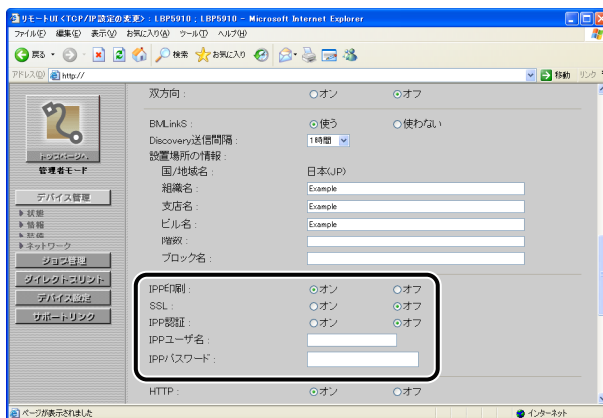 リモートUI <TCP/IP設定の変更> : LBP5910 ; LBP5910 - Microsoft Internet Explorer
ファイル(F) 編集(E) 表示(V) お気に入り(A) ツール(T) ヘルプ(H)
戻る 検索 お気に入り
アドレス(D) http:// 移動 リンク
トップページへ
管理者モード
デバイス管理
状態
情報
ネットワーク
ジョブ管理
ダイレクトプリント
デバイス設定
サポートリンク
双方向 : オン オフ
BMLinkS : 使う 使わない
Discovery送信間隔 : 1時間
設置場所の情報 :
国/地域名 : 日本(JP)
組織名 : Example
支店名 : Example
ビル名 : Example
階数 :
ブロック名 :
IPP印刷 : オン オフ
SSL : オン オフ
IPP認証 : オン オフ
IPPユーザ名 :
IPPパスワード :
HTTP : オン オフ
ページが表示されました インターネット